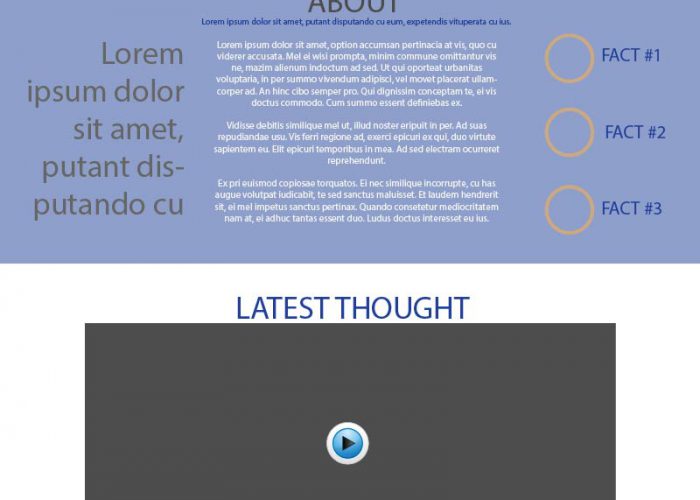 ABOUT
Lorem ipsum dolor sit amet, putant disputando cu eum, expetendis vituperata cu ius.
Lorem
ipsum dolor
sit amet,
putant dis-
putando cu
Lorem ipsum dolor sit amet, option accumsan pertinacia at vis, quo cu
viderer accusata. Mel ei wisi prompta, minim commune omittantur vis
ne, mazim alienum indoctum ad sed. Ut qui oporteat urbanitas
voluptaria, in per summo vivendum adipisci, vel movet placerat ullam-
corper ad. An hinc cibo semper pro. Qui dignissim conceptam te, ei vis
doctus commodo. Cum summo essent definiebas ex.
Vidisse debitis similique mel ut, illud noster eripuit in per. Ad suas
repudiandae usu. Vis ferri regione ad, exerci epicuri ex qui, duo virtute
sapientem eu. Elit epicuri temporibus in mea. Ad sed electram ocurreret
reprehendunt.
Ex pri euismod copiosae torquatos. Ei nec similique incorrupte, cu has
augue volutpat iudicabit, te sed sanctus maluisset. Et laudem hendrerit
sit, ei mel impetus sanctus pertinax. Quando consetetur mediocritatem
nam at, ei adhuc tantas essent duo. Ludus doctus interesset eu ius.
FACT #1
FACT #2
FACT #3
LATEST THOUGHT